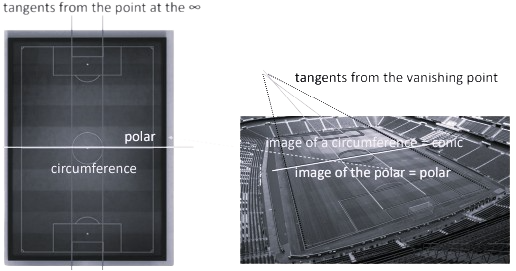 tangents from the point at the ∞
polar
circumference
tangents from the vanishing point
image of a circumference = conic
image of the polar = polar